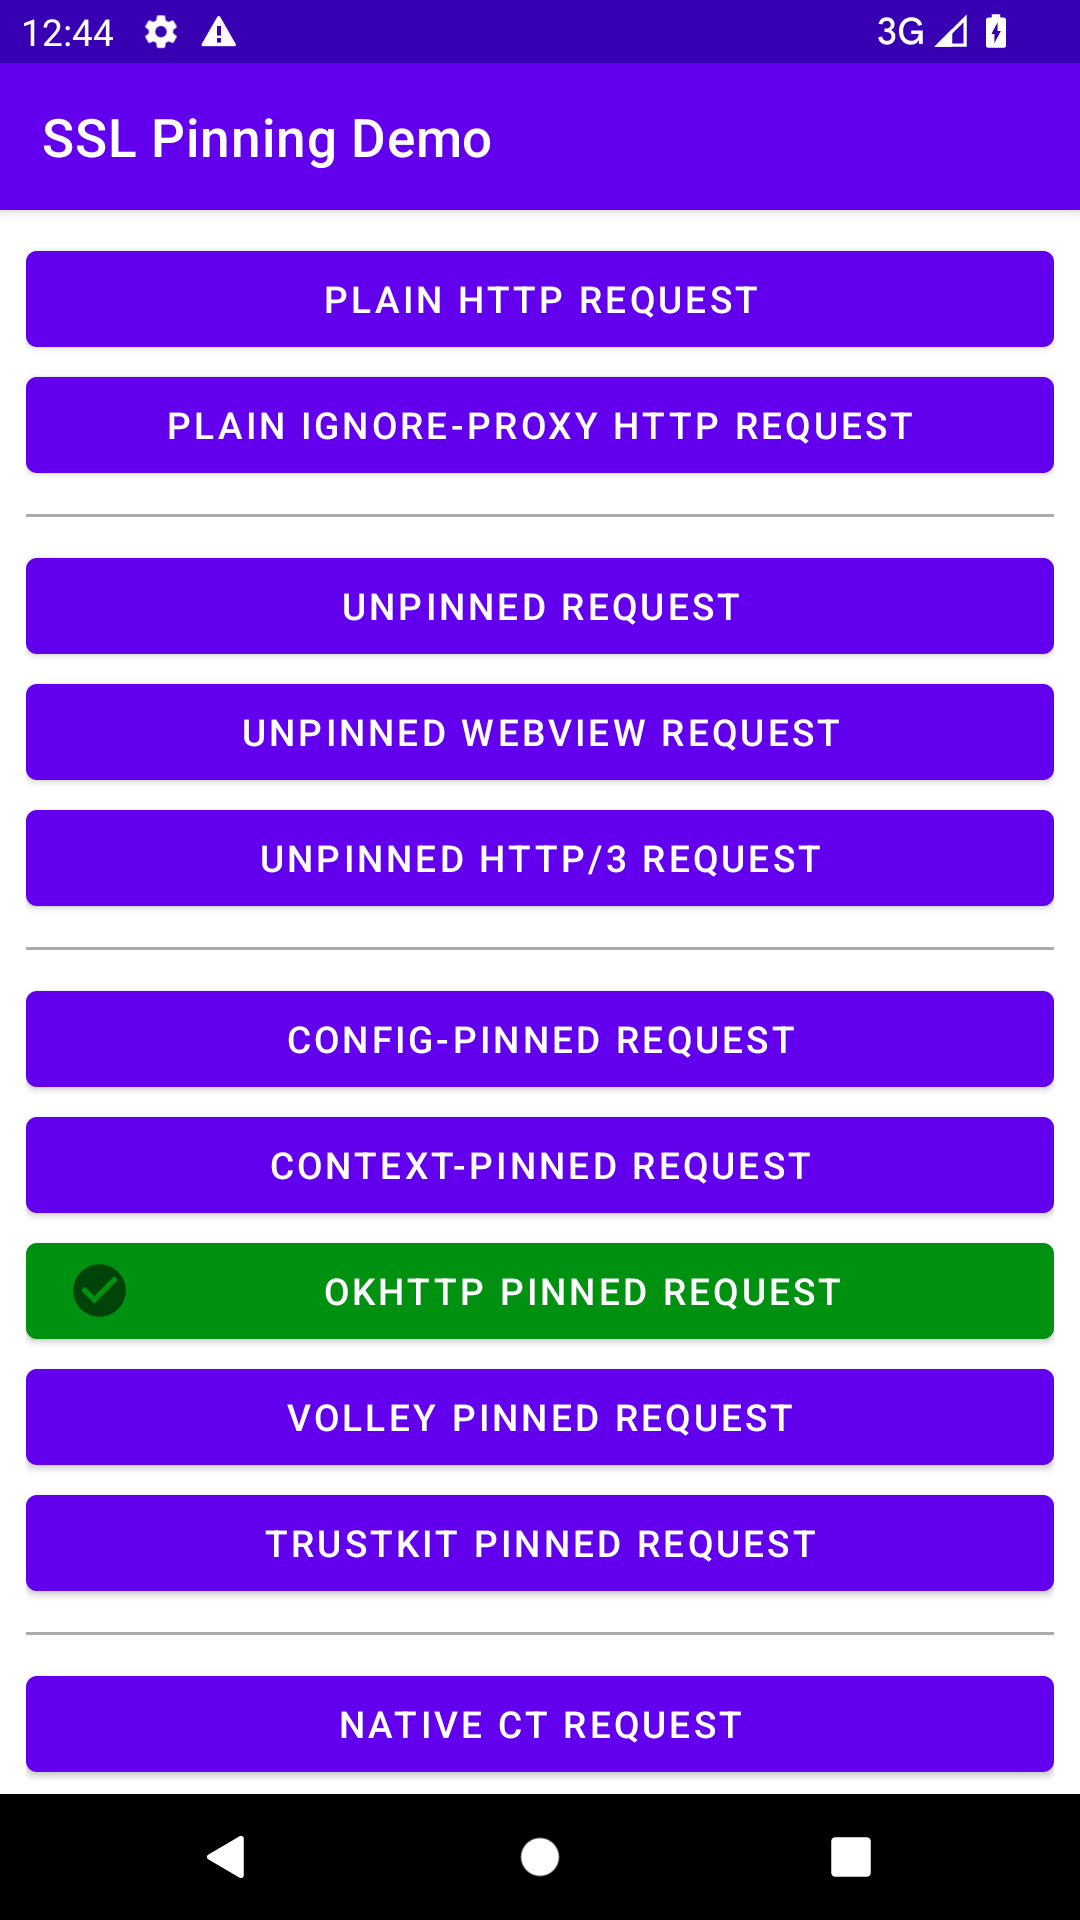 12:44
3G
SSL Pinning Demo
PLAIN HTTP REQUEST
PLAIN IGNORE-PROXY HTTP REQUEST
UNPINNED REQUEST
UNPINNED WEBVIEW REQUEST
UNPINNED HTTP/3 REQUEST
CONFIG-PINNED REQUEST
CONTEXT-PINNED REQUEST
OKHTTP PINNED REQUEST
VOLLEY PINNED REQUEST
TRUSTKIT PINNED REQUEST
NATIVE CT REQUEST